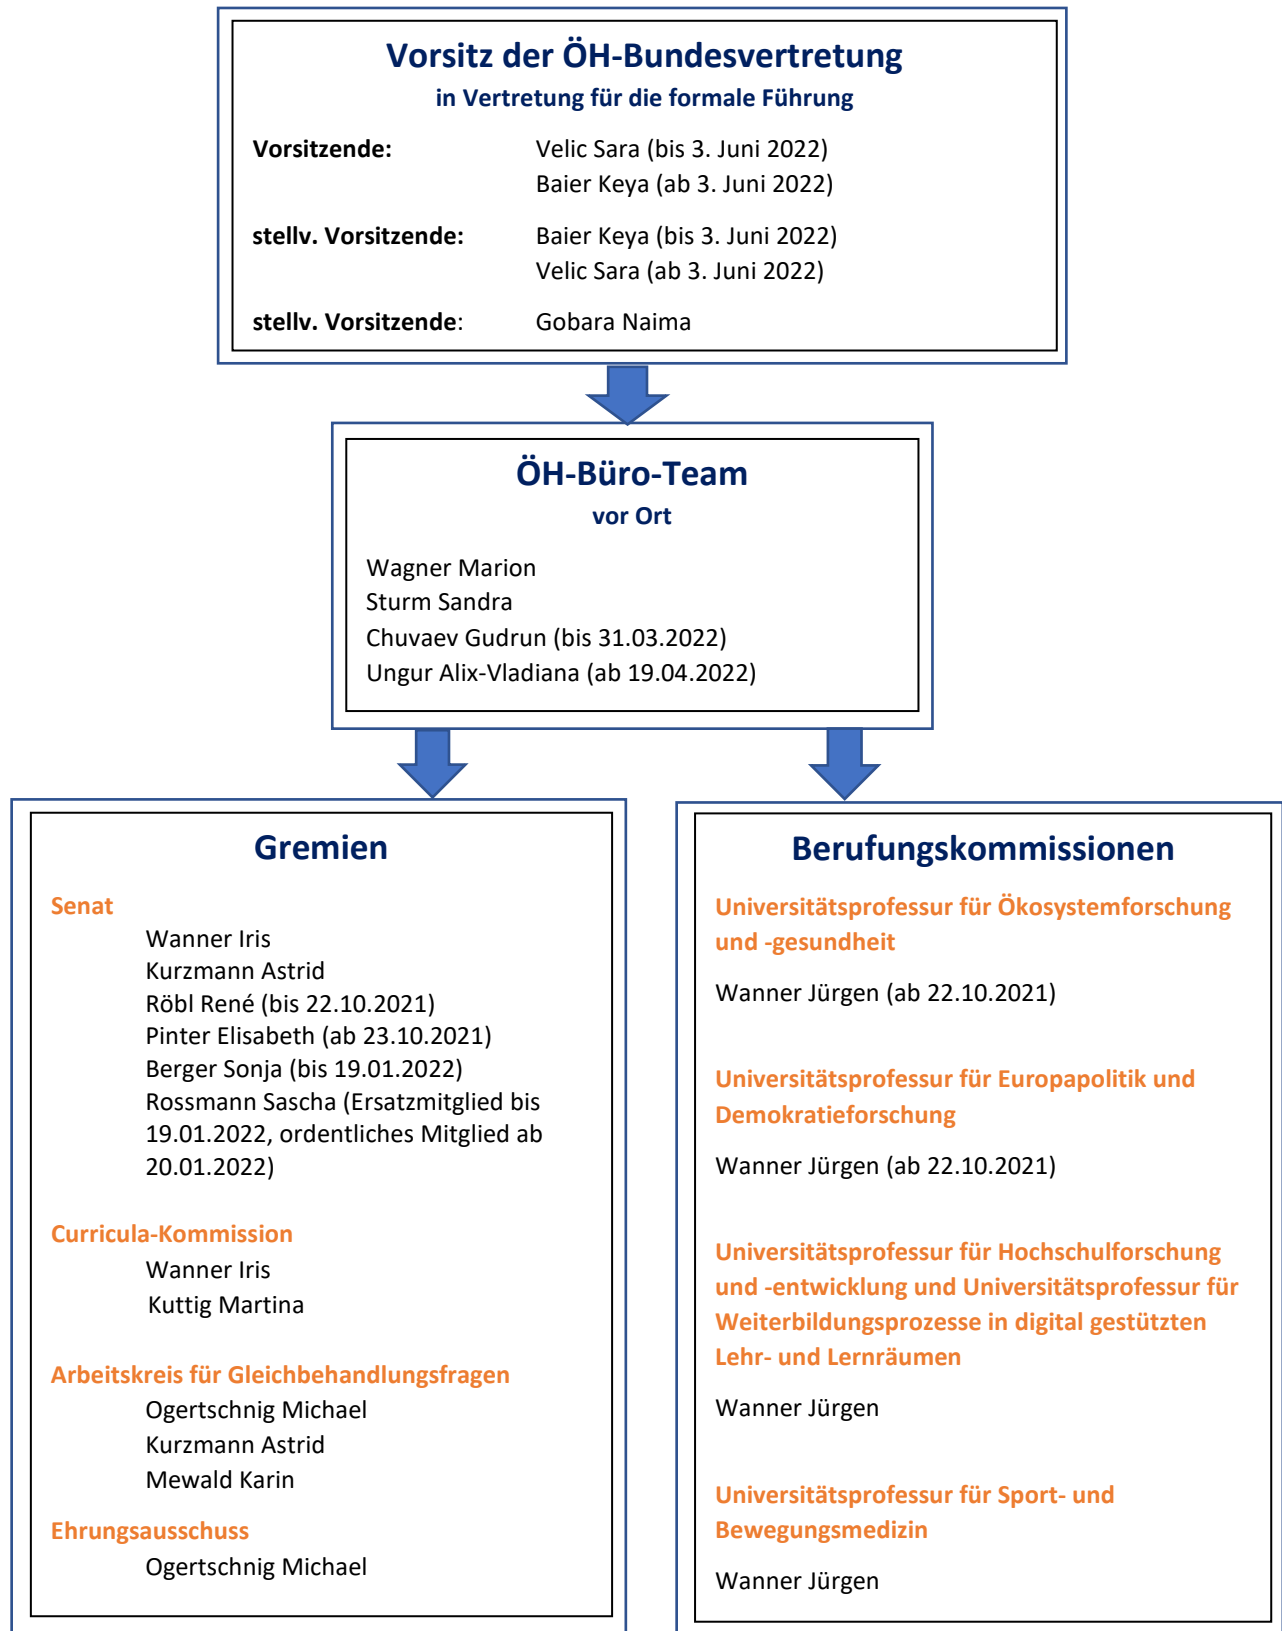 Vorsitz der ÖH-Bundesvertretung
in Vertretung für die formale Führung
Vorsitzende: Velic Sara (bis 3. Juni 2022)
Baier Keya (ab 3. Juni 2022)
stellv. Vorsitzende: Baier Keya (bis 3. Juni 2022)
Velic Sara (ab 3. Juni 2022)
stellv. Vorsitzende: Gobara Naima
ÖH-Büro-Team
vor Ort
Wagner Marion
Sturm Sandra
Chuvaev Gudrun (bis 31.03.2022)
Ungur Alix-Vladiana (ab 19.04.2022)
Gremien
Senat
Wanner Iris
Kurzmann Astrid
Röbl René (bis 22.10.2021)
Pinter Elisabeth (ab 23.10.2021)
Berger Sonja (bis 19.01.2022)
Rossmann Sascha (Ersatzmitglied bis
19.01.2022, ordentliches Mitglied ab
20.01.2022)
Curricula-Kommission
Wanner Iris
Kuttig Martina
Arbeitskreis für Gleichbehandlungsfragen
Ogertschnig Michael
Kurzmann Astrid
Mewald Karin
Ehrungsausschuss
Ogertschnig Michael
Berufungskommissionen
Universitätsprofessur für Ökosystemforschung
und -gesundheit
Wanner Jürgen (ab 22.10.2021)
Universitätsprofessur für Europapolitik und
Demokratieforschung
Wanner Jürgen (ab 22.10.2021)
Universitätsprofessur für Hochschulforschung
und -entwicklung und Universitätsprofessur für
Weiterbildungsprozesse in digital gestützten
Lehr- und Lernräumen
Wanner Jürgen
Universitätsprofessur für Sport- und
Bewegungsmedizin
Wanner Jürgen